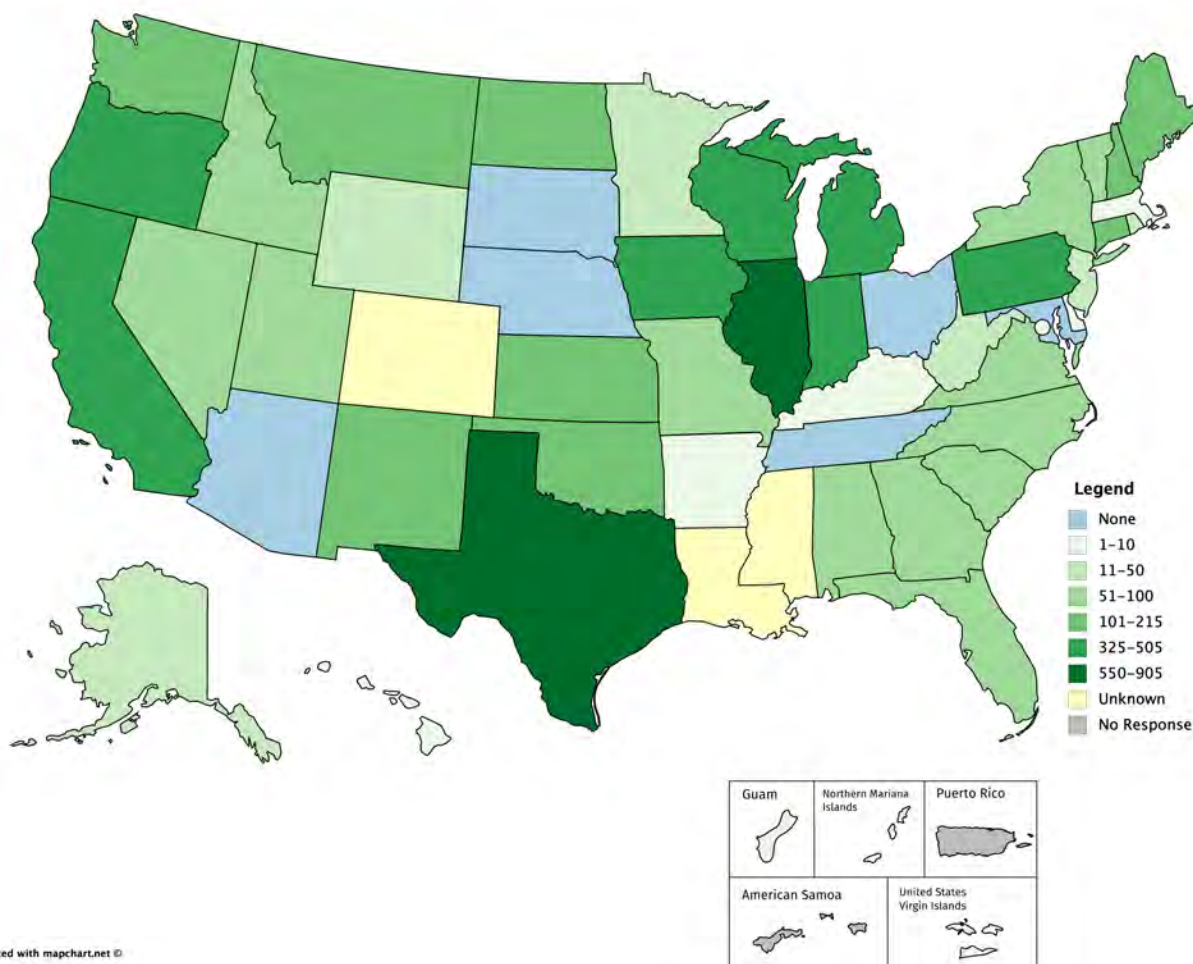 Legend
None
1–10
11–50
51–100
101–215
325–505
550–905
Unknown
No Response
Guam
Northern Mariana
Islands
Puerto Rico
American Samoa
United States
Virgin Islands
ted with mapchart.net ©